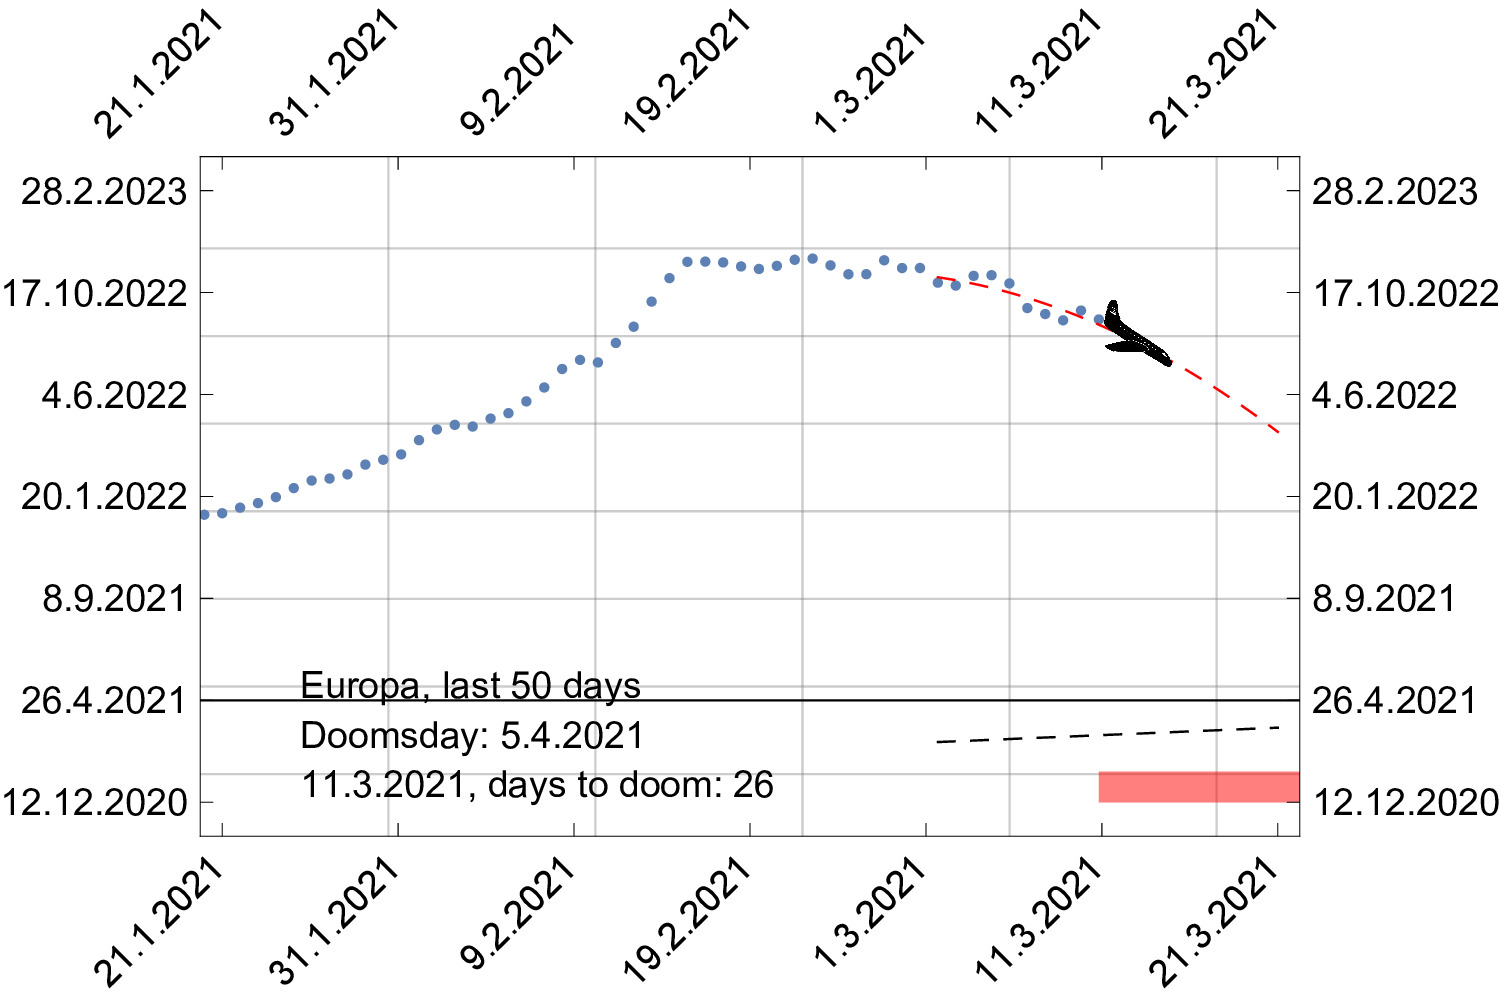 21.1.2021 31.1.2021 9.2.2021 19.2.2021 1.3.2021 11.3.2021 21.3.2021
28.2.2023 28.2.2023
17.10.2022 17.10.2022
4.6.2022 4.6.2022
20.1.2022 20.1.2022
8.9.2021 8.9.2021
Europa, last 50 days
26.4.2021 26.4.2021
Doomsday: 5.4.2021
11.3.2021, days to doom: 26
12.12.2020 12.12.2020
21.1.2021 31.1.2021 9.2.2021 19.2.2021 1.3.2021 11.3.2021 21.3.2021